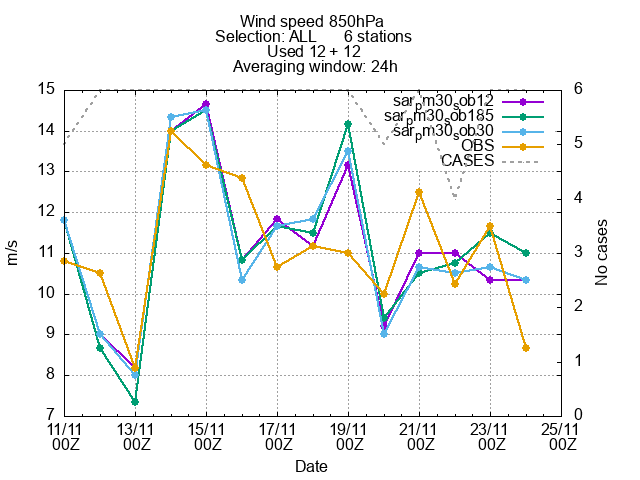 Wind speed 850hPa
Selection: ALL 6 stations
Used 12 + 12
Averaging window: 24h
sar_pm30_sob12
sar_pm30_sob185
sar_pm30_sob30
OBS
CASES
15
14
13
12
11
10
9
8
7
m/s
6
5
4
3
2
1
0
No cases
11/11 13/11 15/11 17/11 19/11 21/11 23/11 25/11
00Z 00Z 00Z 00Z 00Z 00Z 00Z 00Z
Date